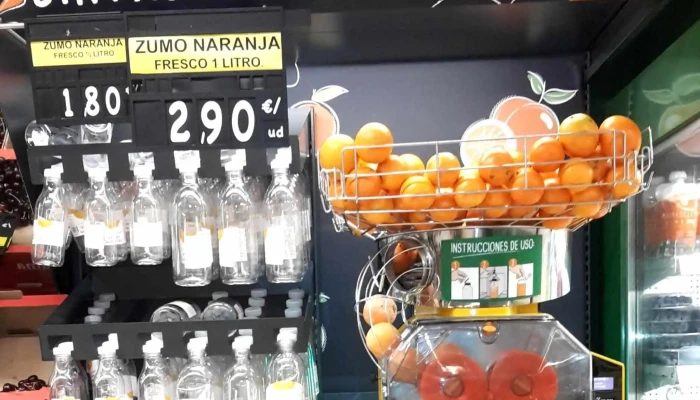 ZUMO NARANJA
FRESCO ½ LITRO
1,80
ZUMO NARANJA
FRESCO 1 LITRO
2,90 €/ud
INSTRUCCIONES DE USO: